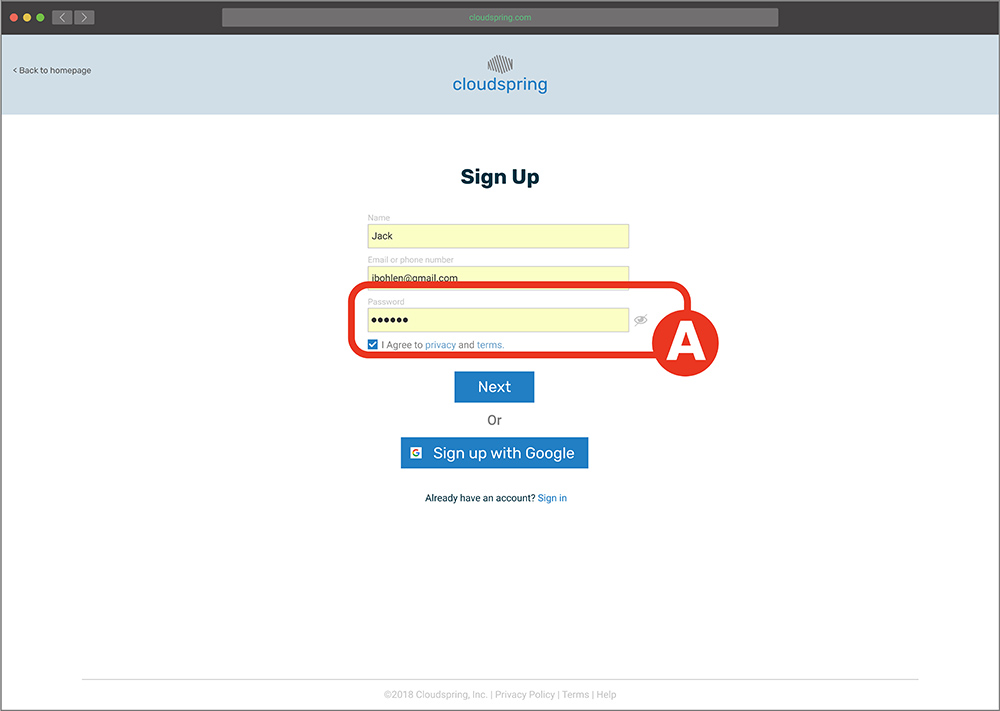 cloudspring.com
< Back to homepage
cloudspring
Sign Up
Name
Jack
Email or phone number
jbohlen@gmail.com
Password
••••••
I Agree to privacy and terms.
A
Next
Or
G Sign up with Google
Already have an account? Sign in
©2018 Cloudspring, Inc. | Privacy Policy | Terms | Help